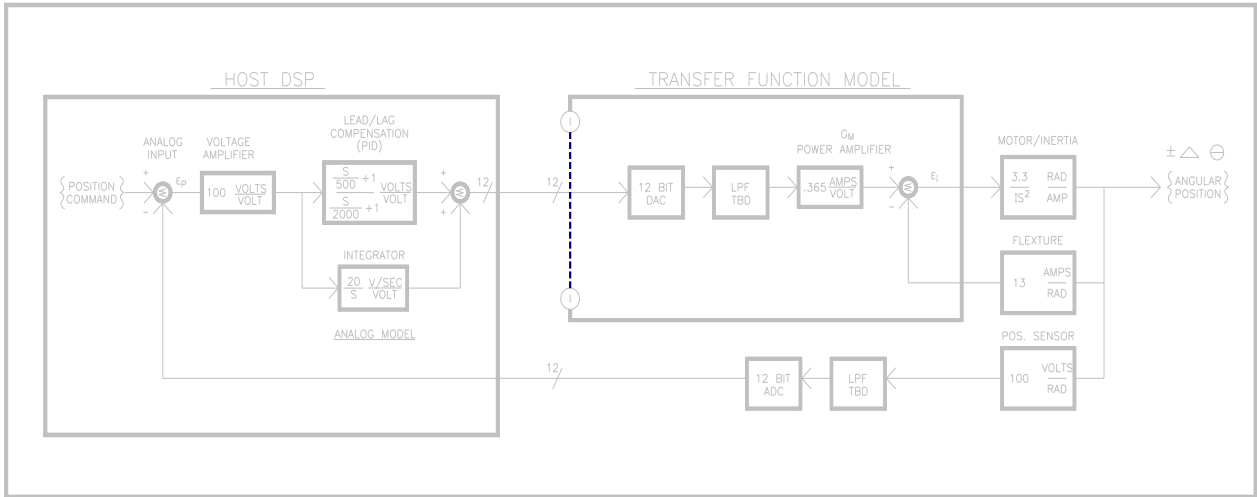 HOST DSP
TRANSFER FUNCTION MODEL
ANALOG
INPUT
VOLTAGE
AMPLIFIER
LEAD/LAG
COMPENSATION
(PID)
GM
POWER AMPLIFIER
MOTOR/INERTIA
± △ ⊖
{POSITION
COMMAND}
+
Σ
−
EP
100 VOLTS
VOLT
S
500 +1
S
2000 +1
VOLTS
VOLT
+
Σ
+
12
12
12 BIT
DAC
LPF
TBD
.365 AMPS
VOLT
+
Σ
−
Ei
3.3 RAD
IS² AMP
{ANGULAR
POSITION}
INTEGRATOR
20 V/SEC
S VOLT
ANALOG MODEL
I
I
FLEXTURE
13 AMPS
RAD
POS. SENSOR
100 VOLTS
RAD
12
12 BIT
ADC
LPF
TBD